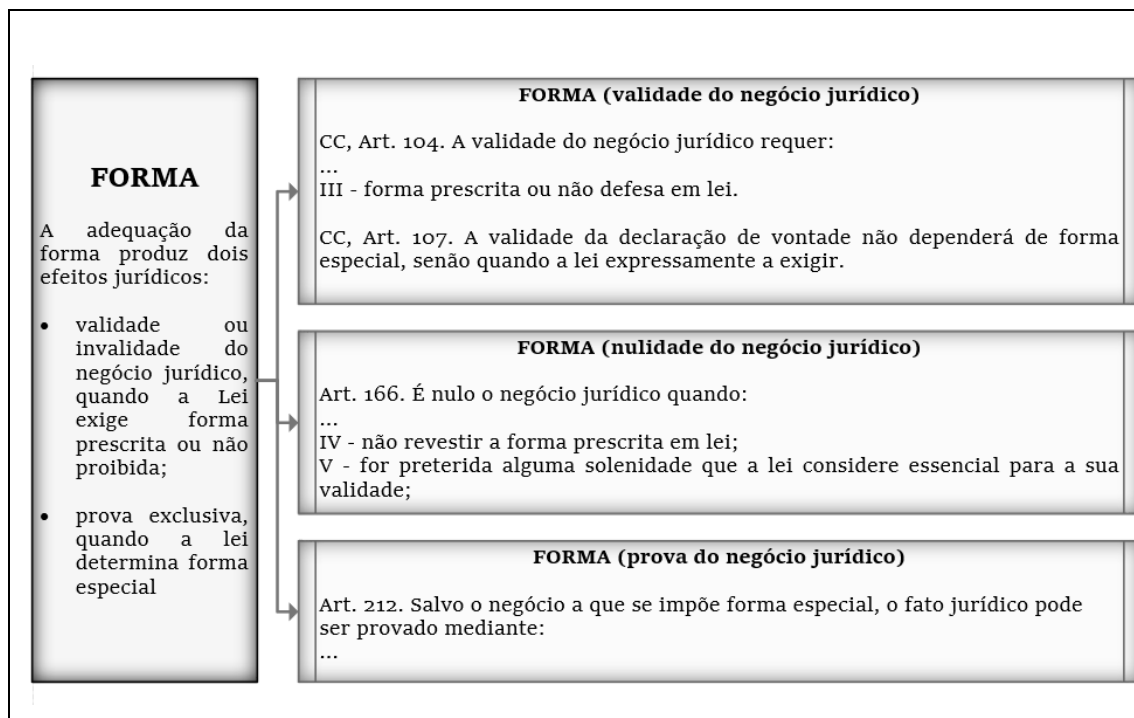 FORMA
A adequação da
forma produz dois
efeitos jurídicos:
• validade ou
invalidade do
negócio jurídico,
quando a Lei
exige forma
prescrita ou não
proibida;
• prova exclusiva,
quando a lei
determina forma
especial
FORMA (validade do negócio jurídico)
CC, Art. 104. A validade do negócio jurídico requer:
...
III - forma prescrita ou não defesa em lei.
CC, Art. 107. A validade da declaração de vontade não dependerá de forma
especial, senão quando a lei expressamente a exigir.
FORMA (nulidade do negócio jurídico)
Art. 166. É nulo o negócio jurídico quando:
...
IV - não revestir a forma prescrita em lei;
V - for preterida alguma solenidade que a lei considere essencial para a sua
validade;
FORMA (prova do negócio jurídico)
Art. 212. Salvo o negócio a que se impõe forma especial, o fato jurídico pode
ser provado mediante:
...